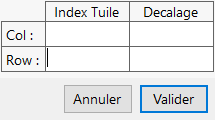 Index Tuile Decalage
Col :
Row :
Annuler Valider